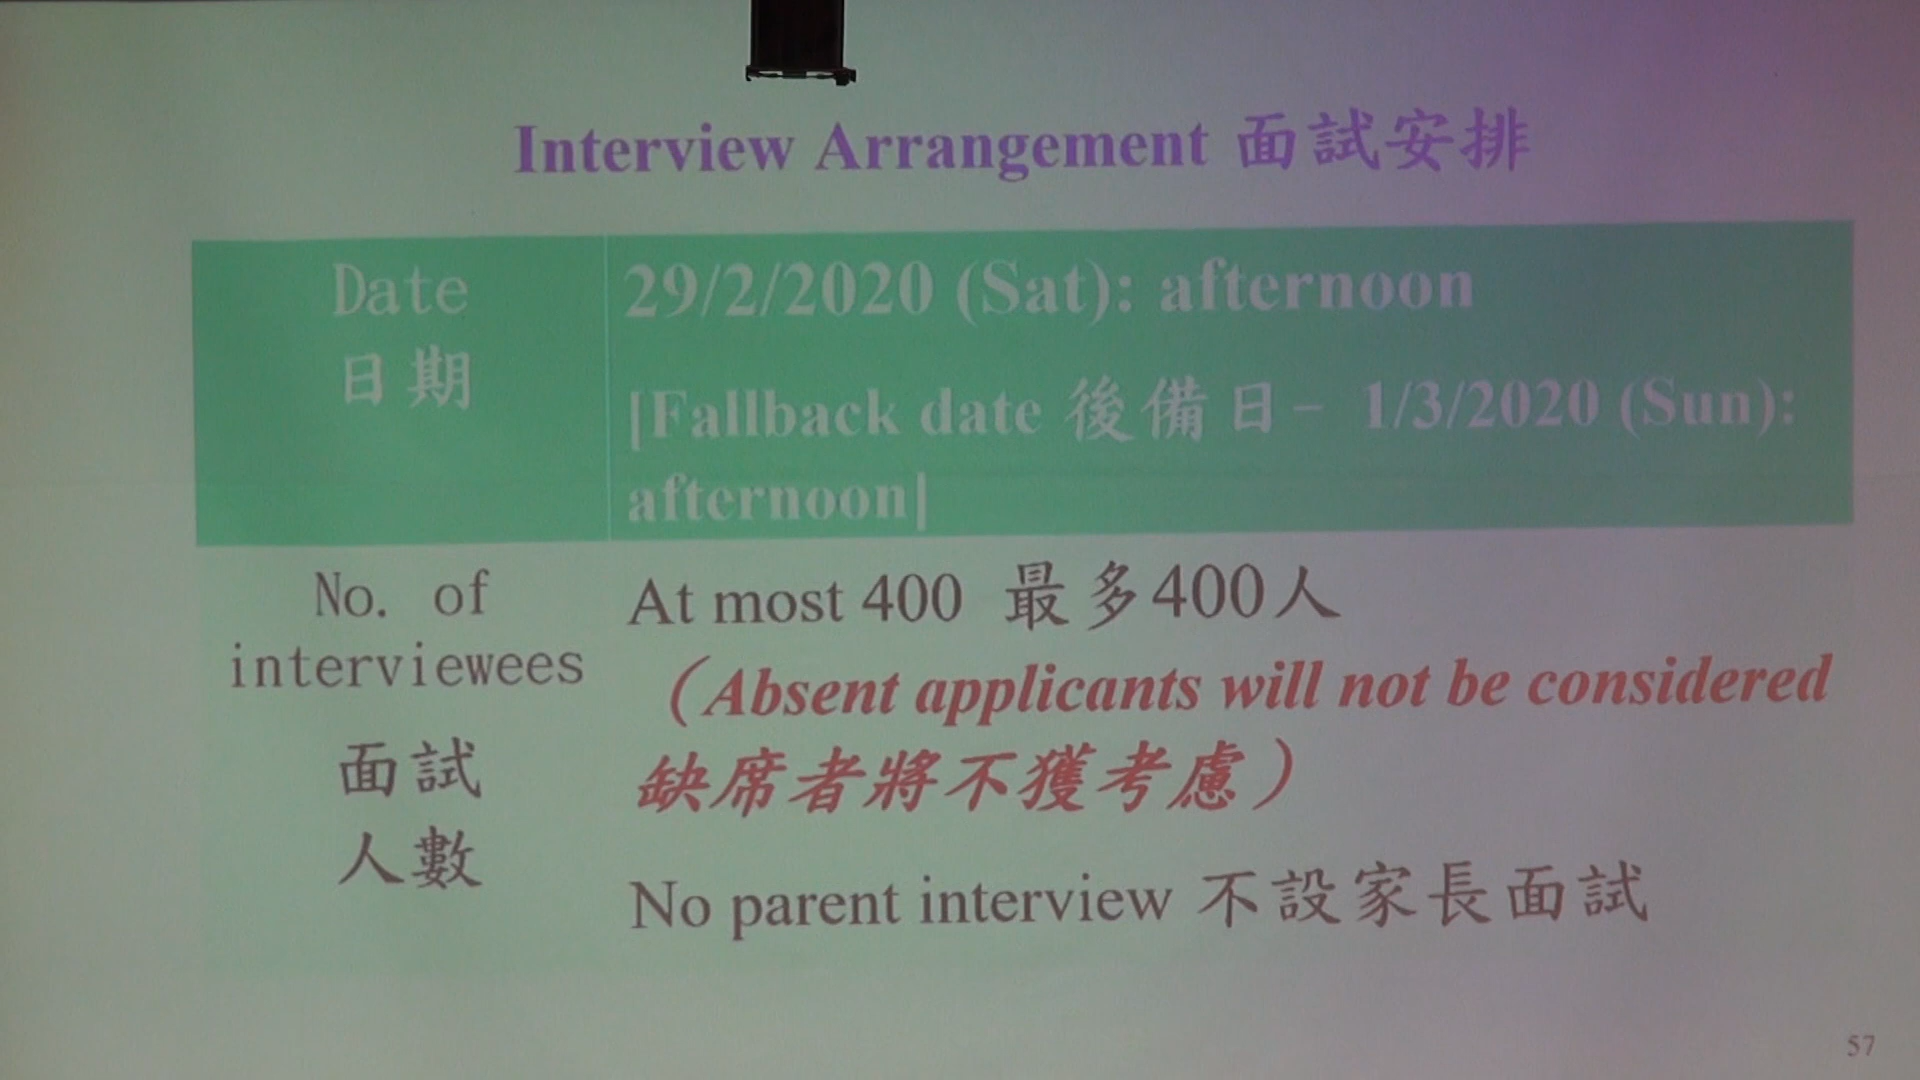 Interview Arrangement 面試安排
Date
日期
29/2/2020 (Sat): afternoon
[Fallback date 後備日– 1/3/2020 (Sun):
afternoon]
No. of
interviewees
面試
人數
At most 400 最多400人
（Absent applicants will not be considered
缺席者將不獲考慮）
No parent interview 不設家長面試
57